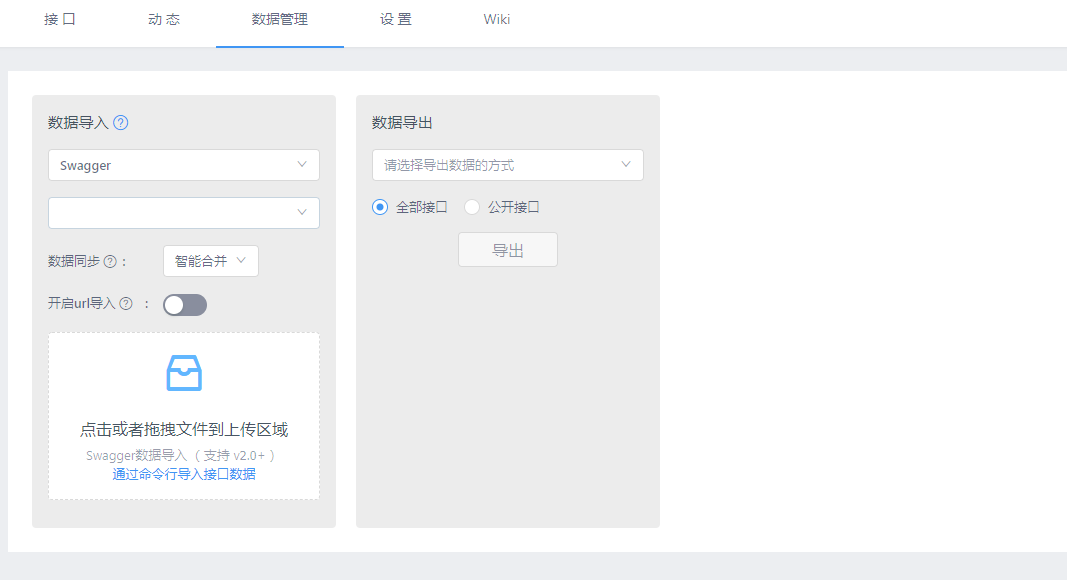 接 口 动 态 数据管理 设 置 Wiki
数据导入 ?
Swagger
数据同步 ? :
智能合并
开启url导入 ? :
点击或者拖拽文件到上传区域
Swagger数据导入（ 支持 v2.0+ ）
通过命令行导入接口数据
数据导出
请选择导出数据的方式
全部接口 公开接口
导出